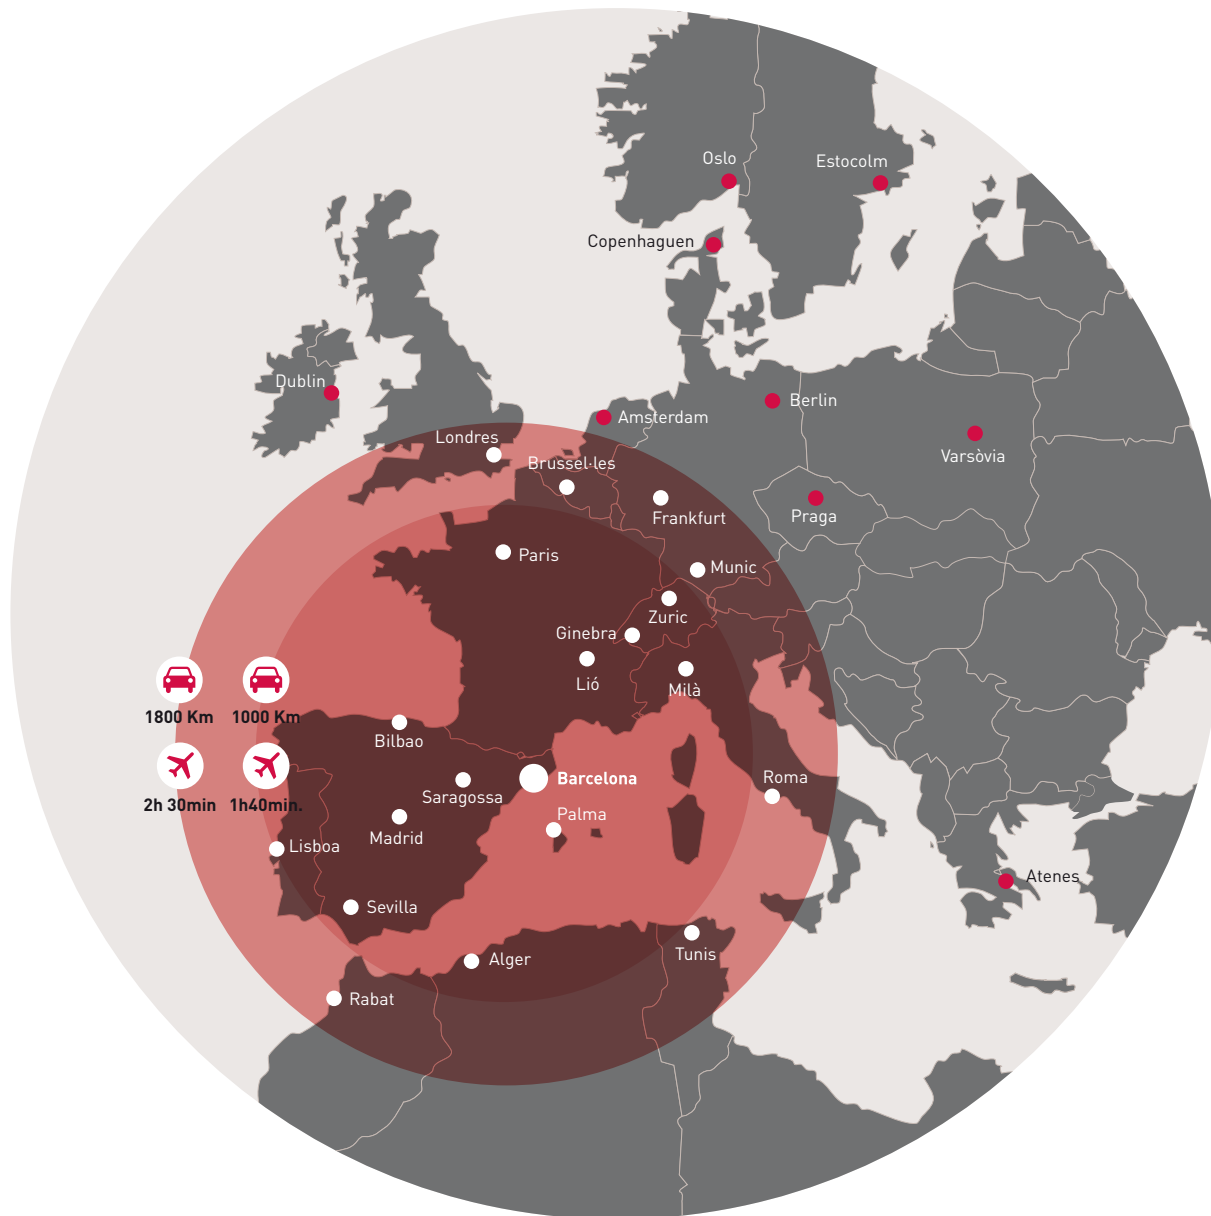 Oslo
Estocolm
Copenhaguen
Dublin
Berlin
Amsterdam
Londres
Varsòvia
Brussel·les
Praga
Frankfurt
Paris
Munic
Zuric
Ginebra
Lió
Milà
1800 Km
1000 Km
Bilbao
Barcelona
Roma
Saragossa
2h 30min
1h40min.
Palma
Madrid
Lisboa
Atenes
Sevilla
Tunis
Alger
Rabat